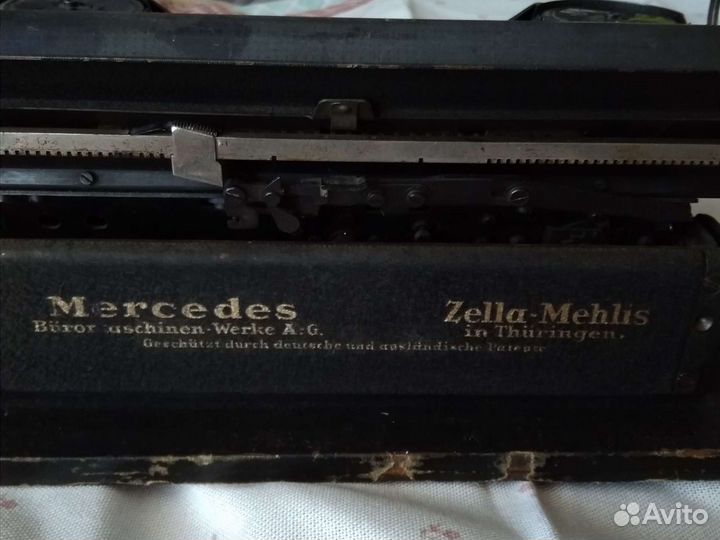 Mercedes
Büromaschinen-Werke A:G.
Zella-Mehlis
in Thüringen.
Geschützt durch deutsche und ausländische Patente
Avito